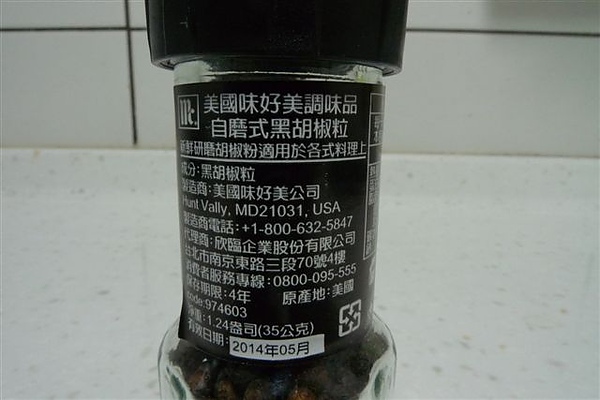 Mc. 美國味好美調味品
自磨式黑胡椒粒
新鮮研磨胡椒粉適用於各式料理上
成分:黑胡椒粒
製造商:美國味好美公司
Hunt Vally, MD21031, USA
製造商電話:+1-800-632-5847
代理商:欣臨企業股份有限公司
台北市南京東路三段70號4樓
消費者服務專線:0800-095-555
保存期限:4年 原產地:美國
code:974603
淨重:1.24盎司(35公克)
有效日期:2014年05月